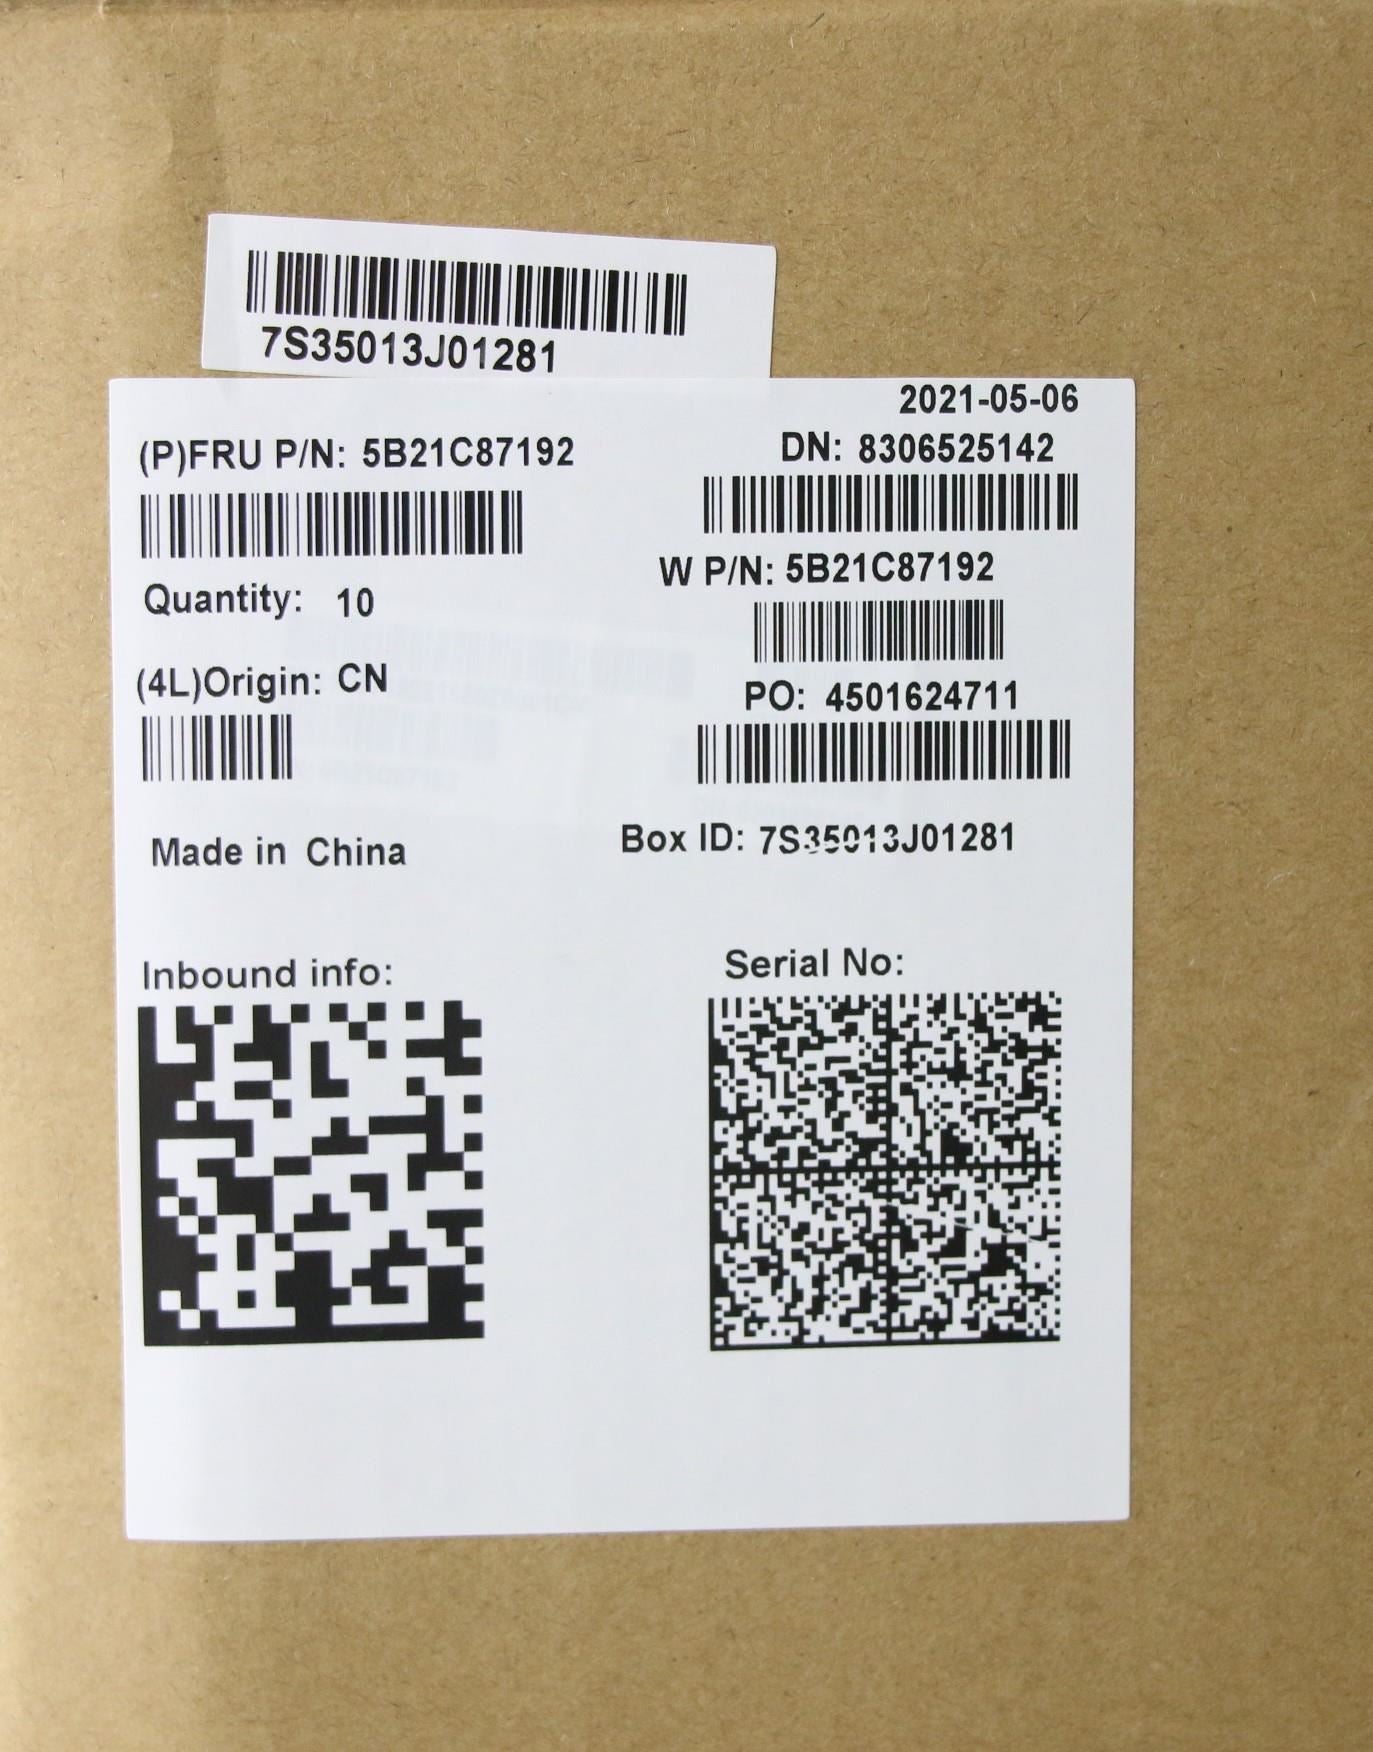 7S35013J01281
2021-05-06
(P)FRU P/N: 5B21C87192
DN: 8306525142
W P/N: 5B21C87192
Quantity: 10
(4L)Origin: CN
PO: 4501624711
Made in China
Box ID: 7S35013J01281
Inbound info:
Serial No: